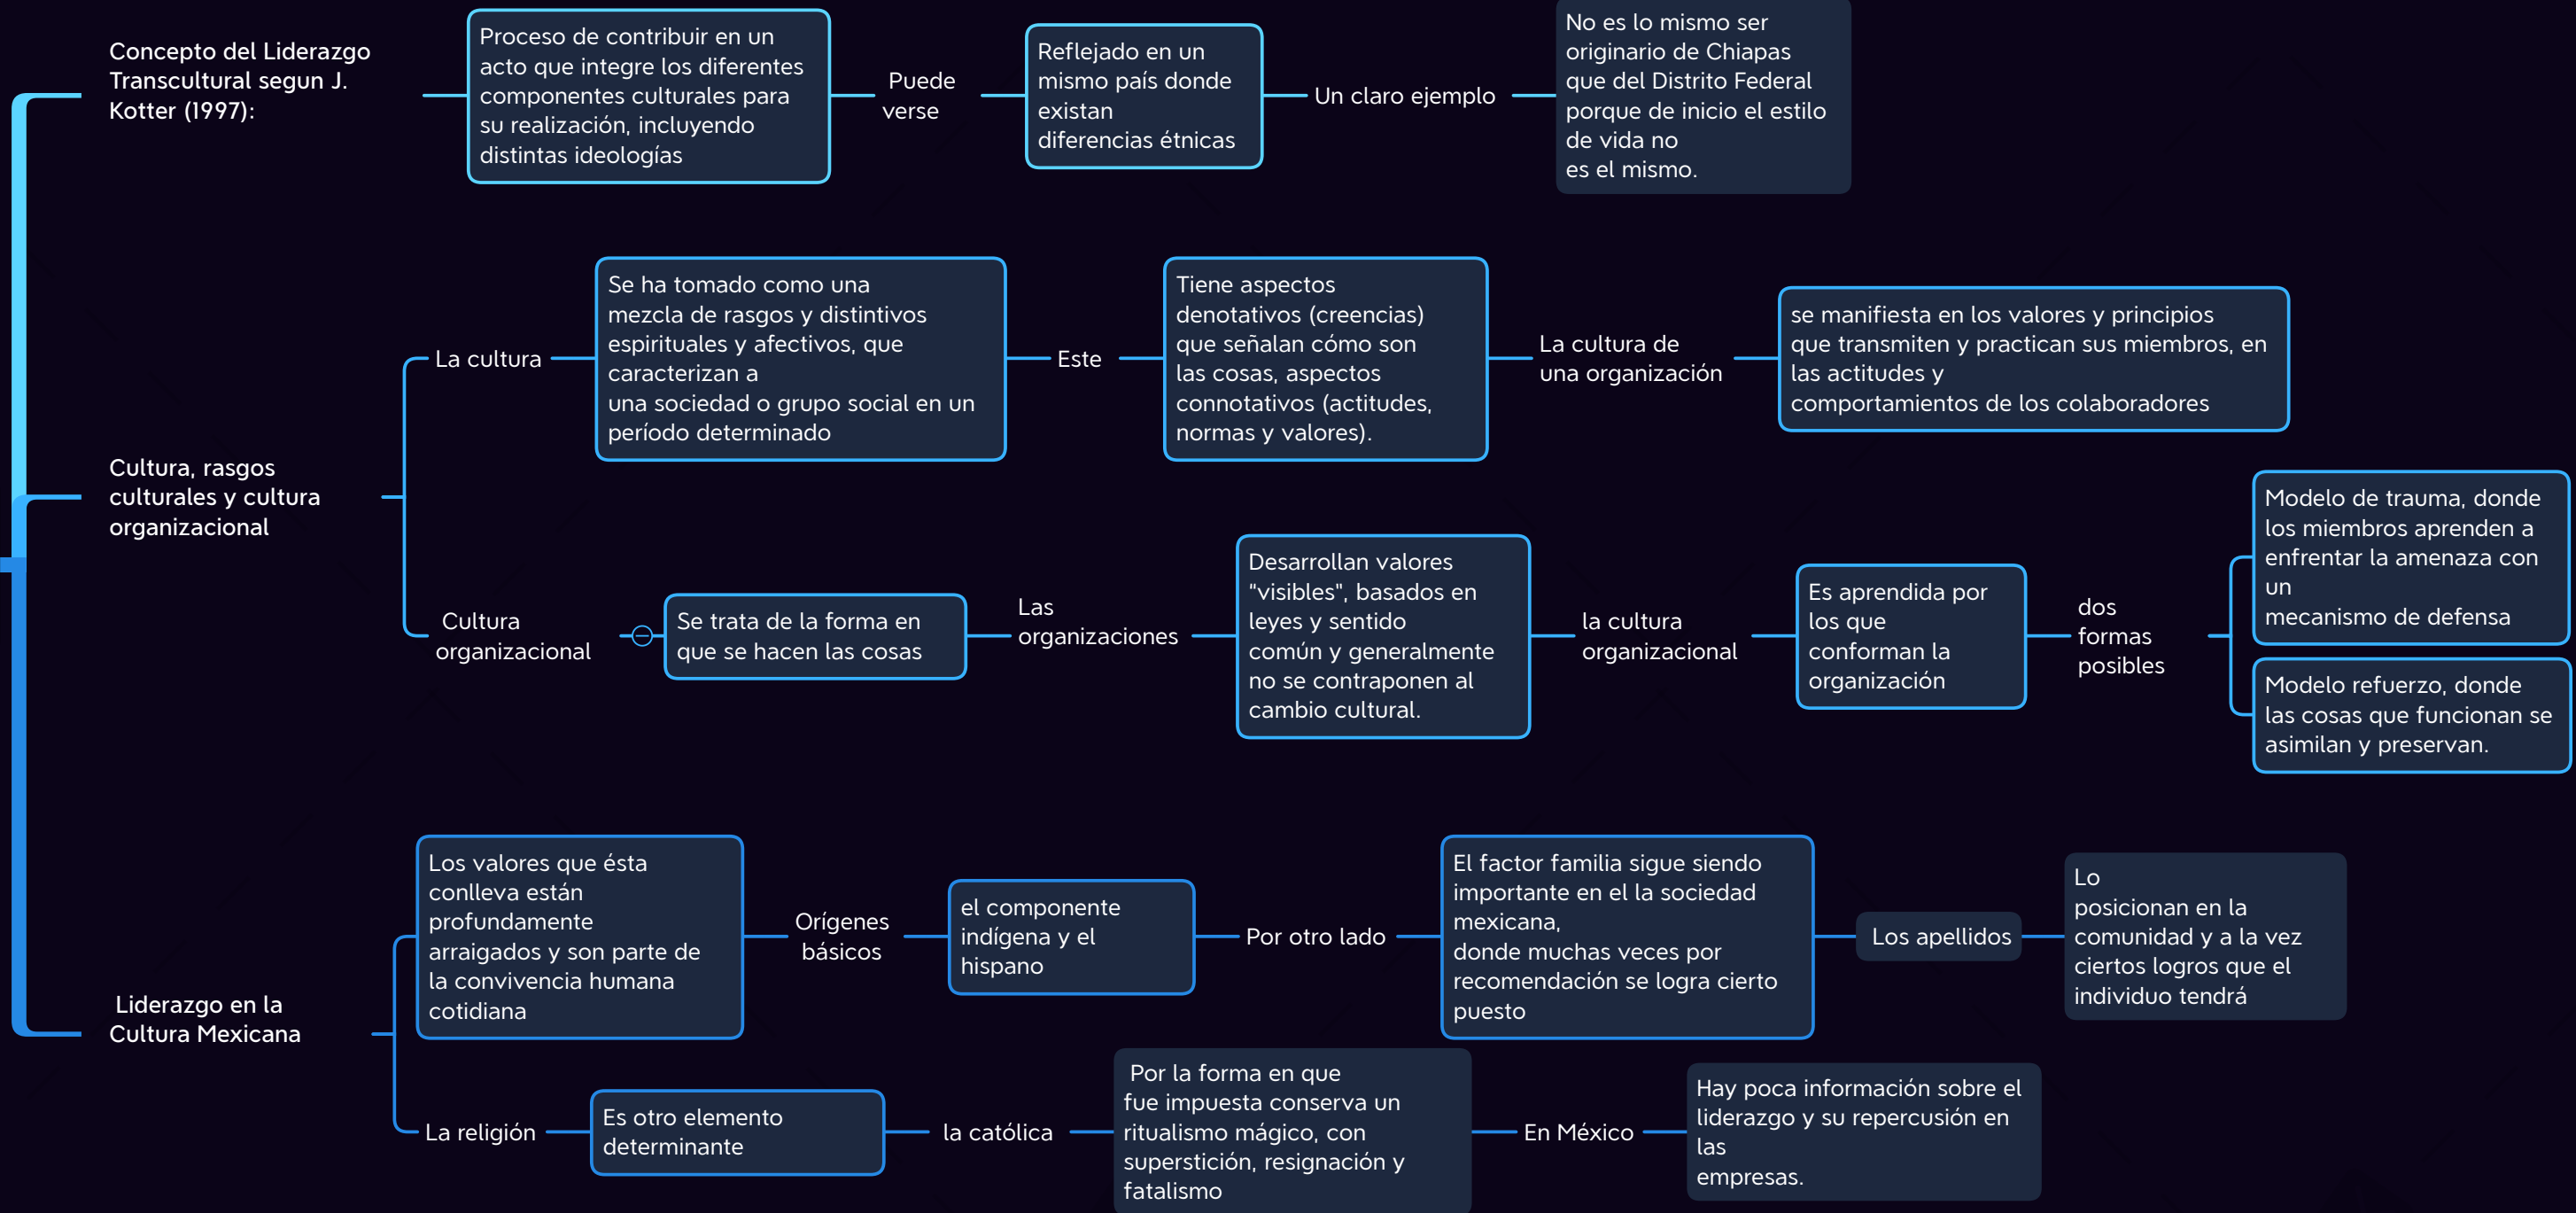 Concepto del Liderazgo
Transcultural segun J.
Kotter (1997):
Proceso de contribuir en un
acto que integre los diferentes
componentes culturales para
su realización, incluyendo
distintas ideologías
Puede
verse
Reflejado en un
mismo país donde
existan
diferencias étnicas
Un claro ejemplo
No es lo mismo ser
originario de Chiapas
que del Distrito Federal
porque de inicio el estilo
de vida no
es el mismo.
Cultura, rasgos
culturales y cultura
organizacional
La cultura
Se ha tomado como una
mezcla de rasgos y distintivos
espirituales y afectivos, que
caracterizan a
una sociedad o grupo social en un
período determinado
Este
Tiene aspectos
denotativos (creencias)
que señalan cómo son
las cosas, aspectos
connotativos (actitudes,
normas y valores).
La cultura de
una organización
se manifiesta en los valores y principios
que transmiten y practican sus miembros, en
las actitudes y
comportamientos de los colaboradores
Cultura
organizacional
Se trata de la forma en
que se hacen las cosas
Las
organizaciones
Desarrollan valores
"visibles", basados en
leyes y sentido
común y generalmente
no se contraponen al
cambio cultural.
la cultura
organizacional
Es aprendida por
los que
conforman la
organización
dos
formas
posibles
Modelo de trauma, donde
los miembros aprenden a
enfrentar la amenaza con
un
mecanismo de defensa
Modelo refuerzo, donde
las cosas que funcionan se
asimilan y preservan.
Liderazgo en la
Cultura Mexicana
Los valores que ésta
conlleva están
profundamente
arraigados y son parte de
la convivencia humana
cotidiana
Orígenes
básicos
el componente
indígena y el
hispano
Por otro lado
El factor familia sigue siendo
importante en el la sociedad
mexicana,
donde muchas veces por
recomendación se logra cierto
puesto
Los apellidos
Lo
posicionan en la
comunidad y a la vez
ciertos logros que el
individuo tendrá
La religión
Es otro elemento
determinante
la católica
Por la forma en que
fue impuesta conserva un
ritualismo mágico, con
superstición, resignación y
fatalismo
En México
Hay poca información sobre el
liderazgo y su repercusión en
las
empresas.